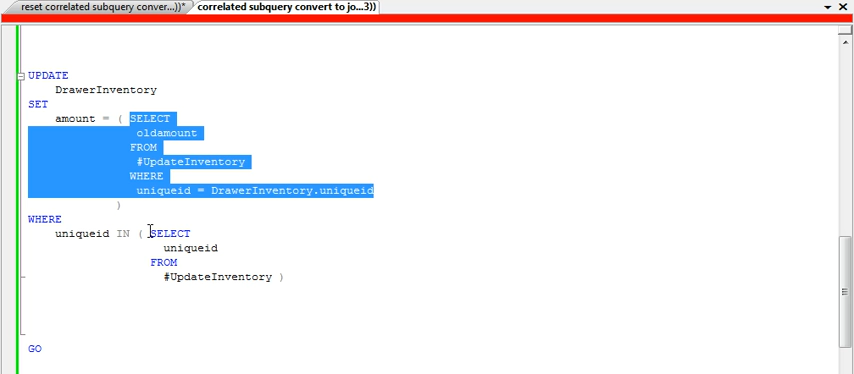 reset correlated subquery conver...))* correlated subquery convert to jo...3))
UPDATE
DrawerInventory
SET
amount = ( SELECT
oldamount
FROM
#UpdateInventory
WHERE
uniqueid = DrawerInventory.uniqueid
)
WHERE
uniqueid IN ( SELECT
uniqueid
FROM
#UpdateInventory )
GO